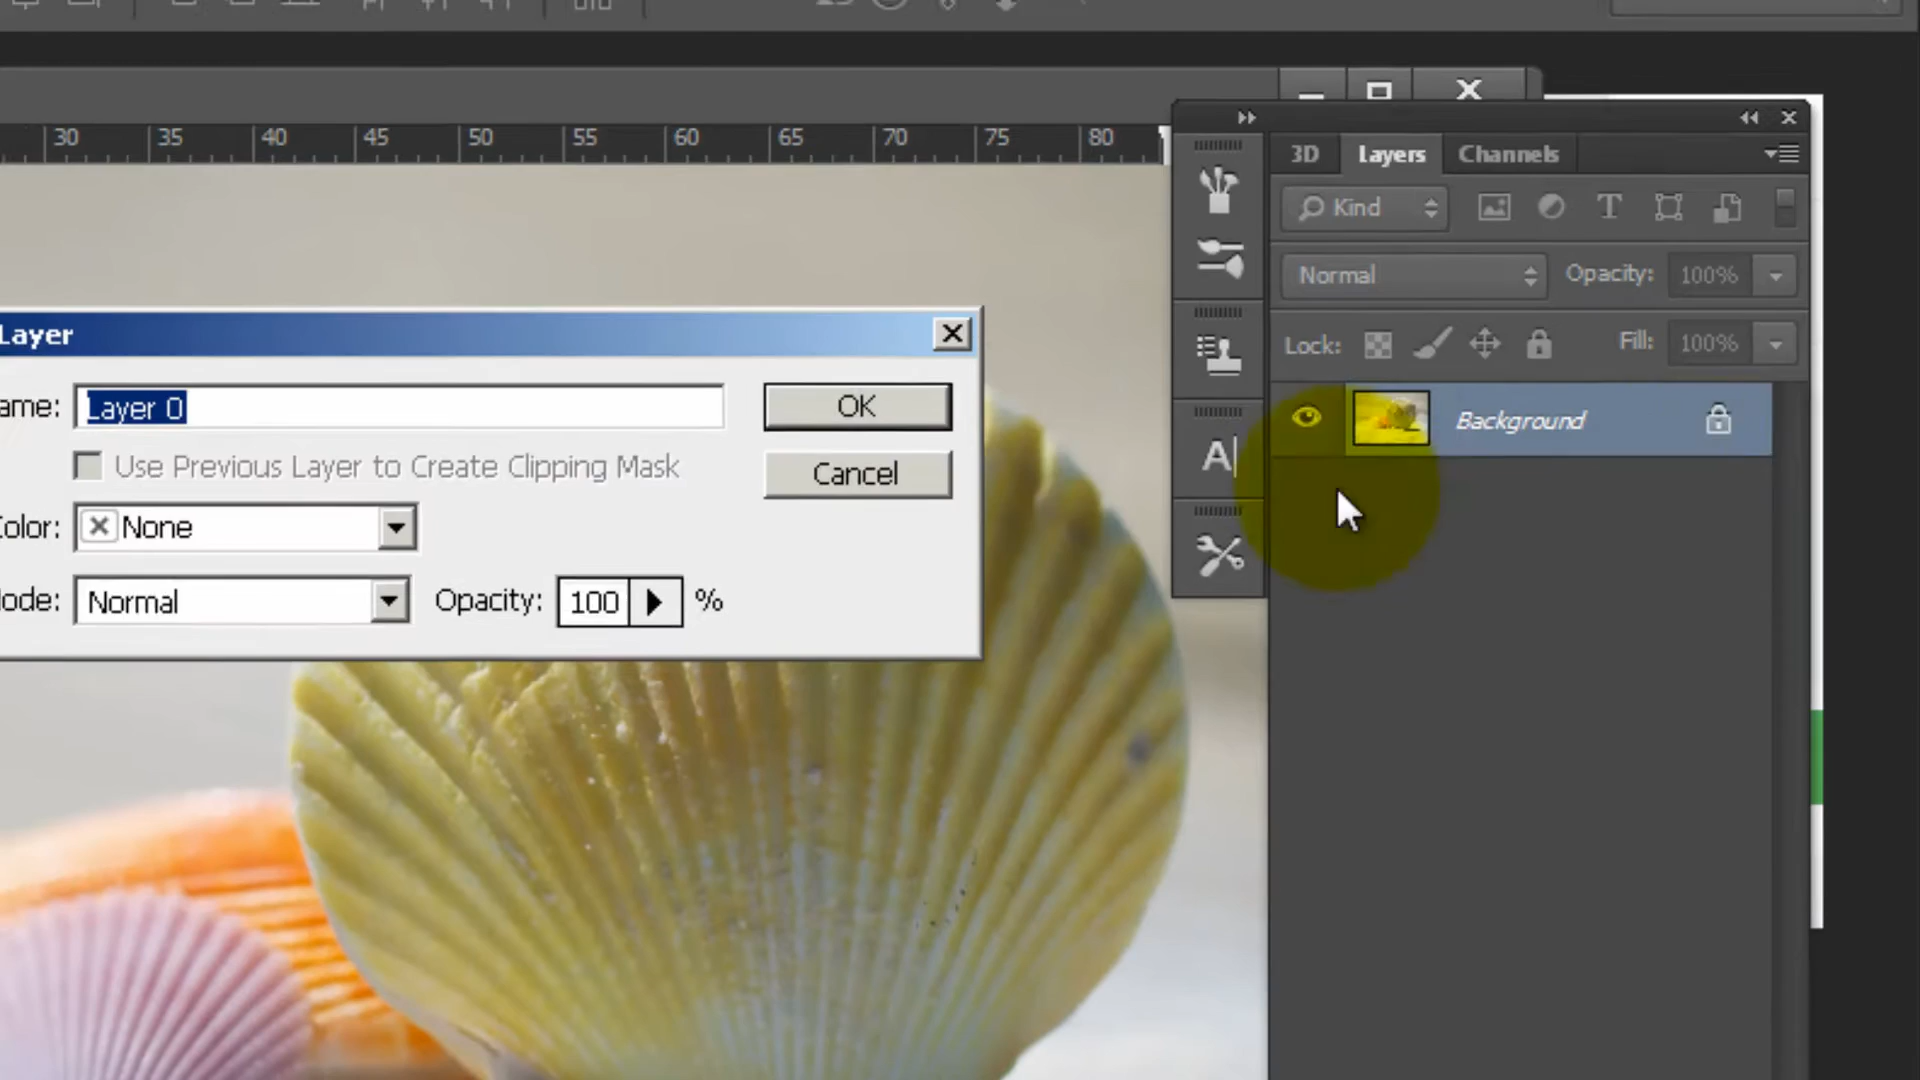 30 35 40 45 50 55 60 65 70 75 80
3D Layers Channels
Kind
Normal Opacity: 100%
Lock: Fill: 100%
Background
Layer
ame: Layer 0 OK
Use Previous Layer to Create Clipping Mask Cancel
Color: None
Mode: Normal Opacity: 100 %
A